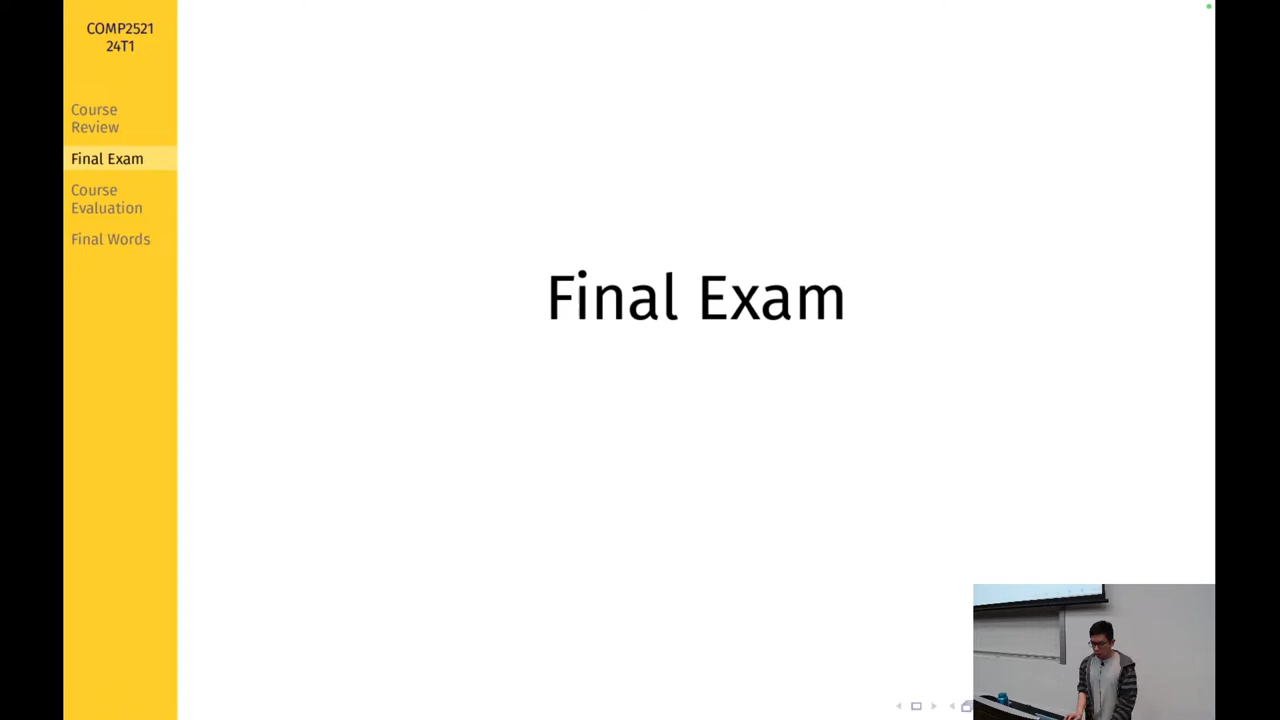 COMP2521
24T1
Course
Review
Final Exam
Course
Evaluation
Final Words
Final Exam